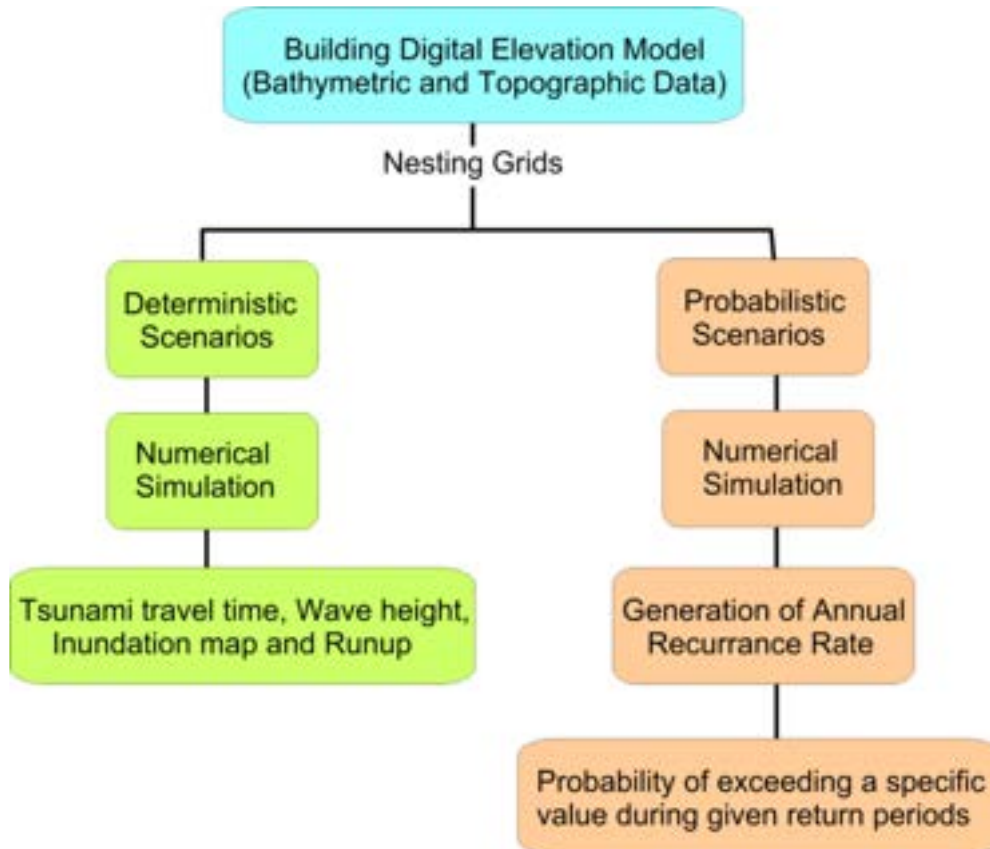 Building Digital Elevation Model
(Bathymetric and Topographic Data)
Nesting Grids
Deterministic
Scenarios
Numerical
Simulation
Tsunami travel time, Wave height,
Inundation map and Runup
Probabilistic
Scenarios
Numerical
Simulation
Generation of Annual
Recurrance Rate
Probability of exceeding a specific
value during given return periods